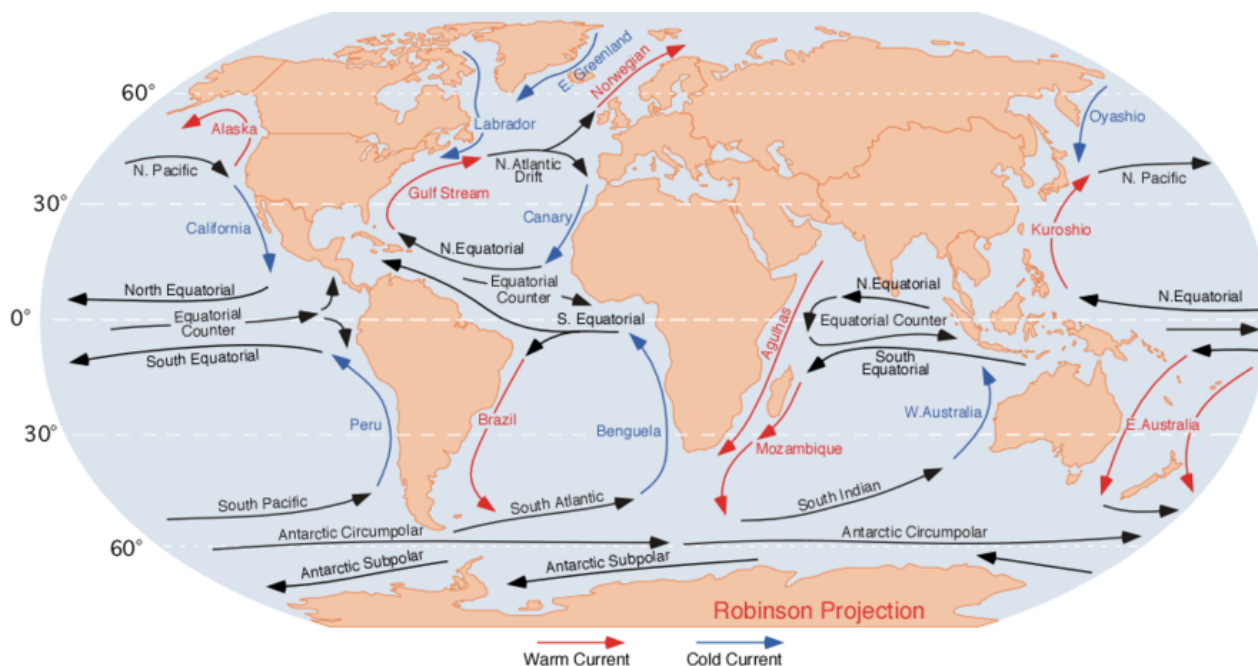 E. Greenland
Norwegian
60°
Alaska
Labrador
Oyashio
N. Pacific
N.Atlantic
Drift
N. Pacific
Gulf Stream
30°
California
Canary
Kuroshio
N.Equatorial
North Equatorial
Equatorial
Counter
N.Equatorial
N.Equatorial
Equatorial
Counter
0°
S. Equatorial
Equatorial Counter
South Equatorial
South
Equatorial
Agulhas
Peru
Brazil
Benguela
W.Australia
E.Australia
30°
Mozambique
South Pacific
South Atlantic
South Indian
Antarctic Circumpolar
Antarctic Circumpolar
60°
Antarctic Subpolar
Antarctic Subpolar
Robinson Projection
Warm Current
Cold Current